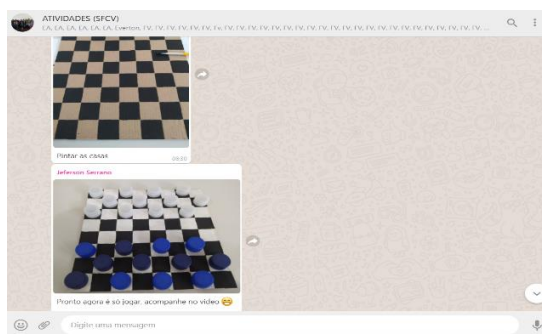 ATIVIDADES (SFCV)
Pintar as casas
Jeferson Serrano
Pronto agora é só jogar, acompanhe no vídeo
Digite uma mensagem